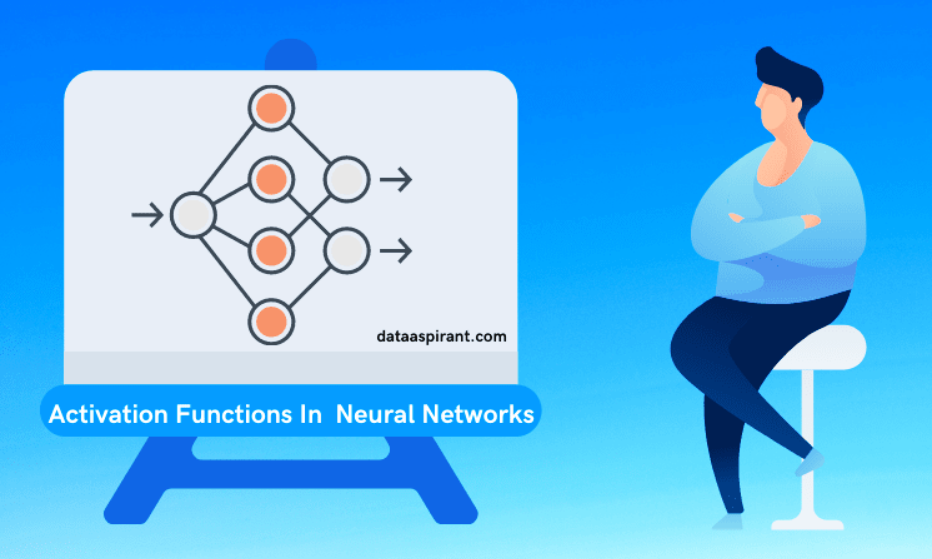 dataaspirant.com
Activation Functions In Neural Networks